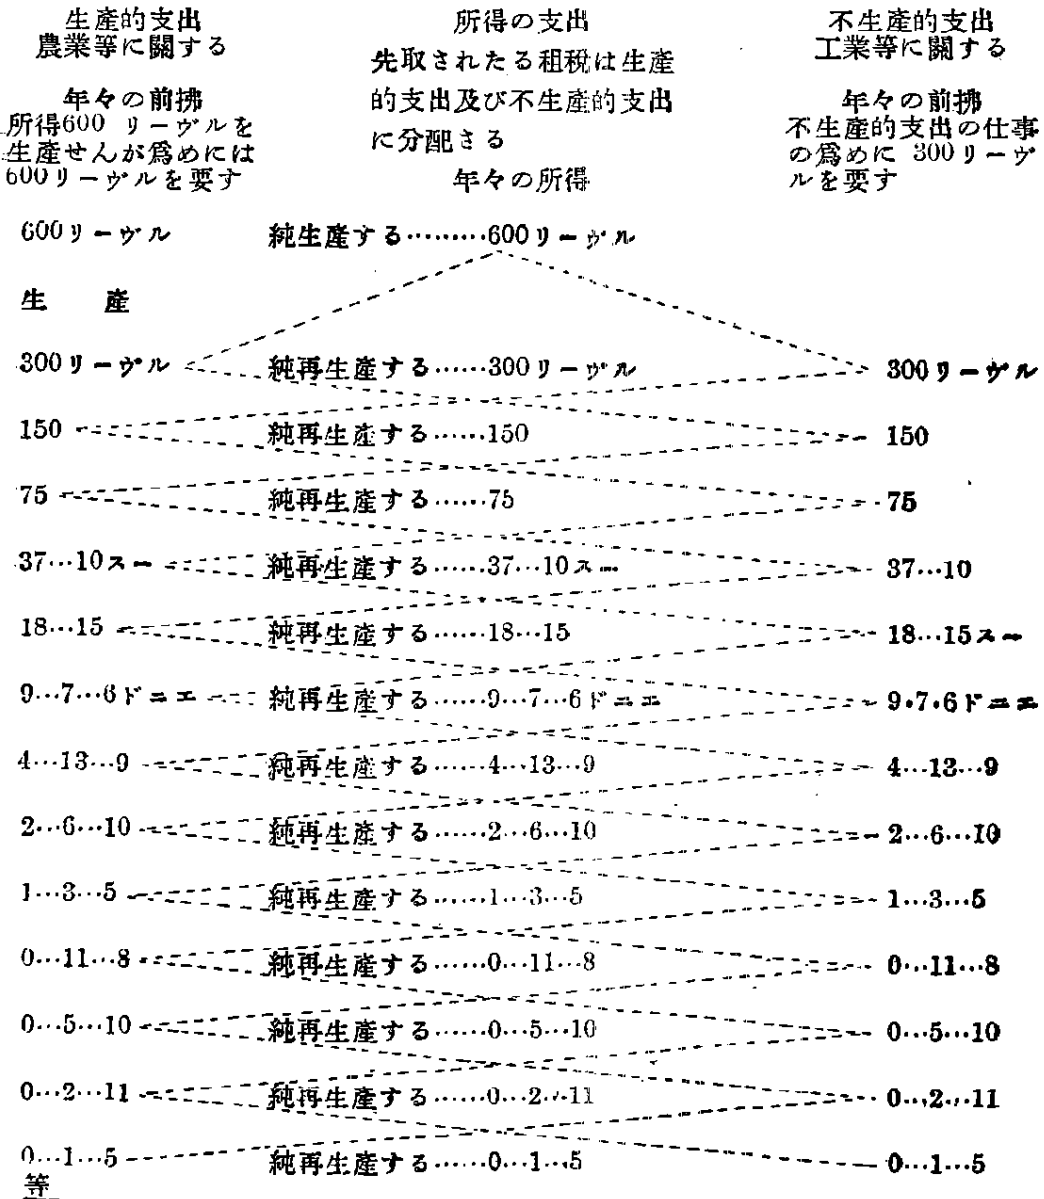 生産的支出
農業等に關する
年々の前拂
所得600 リーヴルを
生産せんが爲めには
600リーヴルを要す
所得の支出
先取されたる租税は生産
的支出及び不生産的支出
に分配さる
年々の所得
不生産的支出
工業等に關する
年々の前拂
不生産的支出の仕事
の爲めに 300リーヴ
ルを要す
600リーヴル 純生産する………600リーヴル
生 産
300リーヴル 純再生産する……300リーヴル 300リーヴル
150 純再生産する……150 150
75 純再生産する……75 75
37…10スー 純再生産する……37…10スー 37…10
18…15 純再生産する……18…15 18…15スー
9…7…6ドニエ 純再生産する……9…7…6ドニエ 9・7・6ドニエ
4…13…9 純再生産する……4…13…9 4…13…9
2…6…10 純再生産する……2…6…10 2…6…10
1…3…5 純再生産する……1…3…5 1…3…5
0…11…8 純再生産する……0…11…8 0…11…8
0…5…10 純再生産する……0…5…10 0…5…10
0…2…11 純再生産する……0…2…11 0…2…11
0…1…5 純再生産する……0…1…5 0…1…5
等